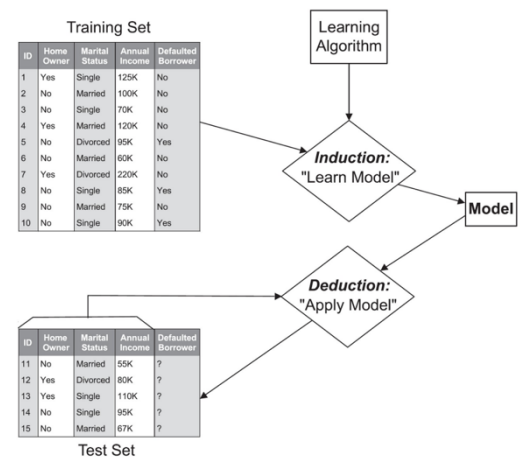 Training Set
ID Home Owner Marital Status Annual Income Defaulted Borrower
1 Yes Single 125K No
2 No Married 100K No
3 No Single 70K No
4 Yes Married 120K No
5 No Divorced 95K Yes
6 No Married 60K No
7 Yes Divorced 220K No
8 No Single 85K Yes
9 No Married 75K No
10 No Single 90K Yes
Learning
Algorithm
Induction:
"Learn Model"
Model
Deduction:
"Apply Model"
ID Home Owner Marital Status Annual Income Defaulted Borrower
11 No Married 55K ?
12 Yes Divorced 80K ?
13 Yes Single 110K ?
14 No Single 95K ?
15 No Married 67K ?
Test Set